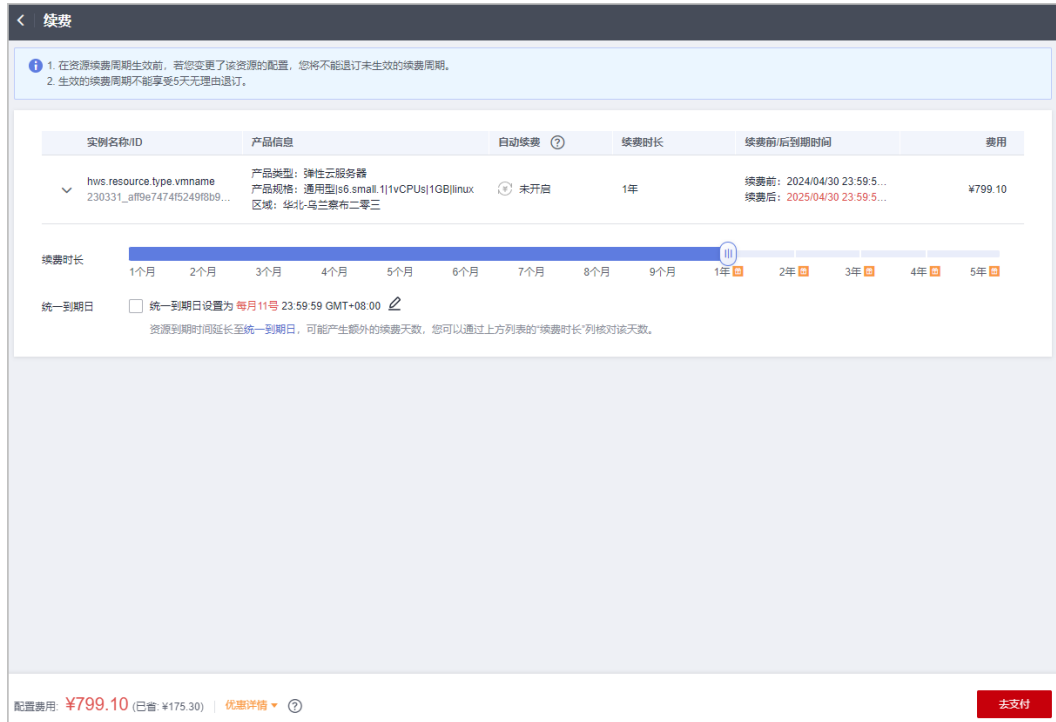 续费
1. 在资源续费周期生效前，若您变更了该资源的配置，您将不能退订未生效的续费周期。
2. 生效的续费周期不能享受5天无理由退订。
实例名称/ID 产品信息 自动续费 ? 续费时长 续费前/后到期时间 费用
hws.resource.type.vmname
230331_aff9e7474f5249f8b9...
产品类型：弹性云服务器
产品规格：通用型|s6.small.1|1vCPUs|1GB|linux
区域：华北-乌兰察布二零三
未开启
1年
续费前：2024/04/30 23:59:5...
续费后：2025/04/30 23:59:5...
¥799.10
续费时长
1个月 2个月 3个月 4个月 5个月 6个月 7个月 8个月 9个月 1年 2年 3年 4年 5年
统一到期日 统一到期日设置为 每月11号 23:59:59 GMT+08:00
资源到期时间延长至统一到期日，可能产生额外的续费天数，您可以通过上方列表的“续费时长”列核对该天数。
配置费用: ¥799.10 (已省: ¥175.30) 优惠详情 ? 去支付